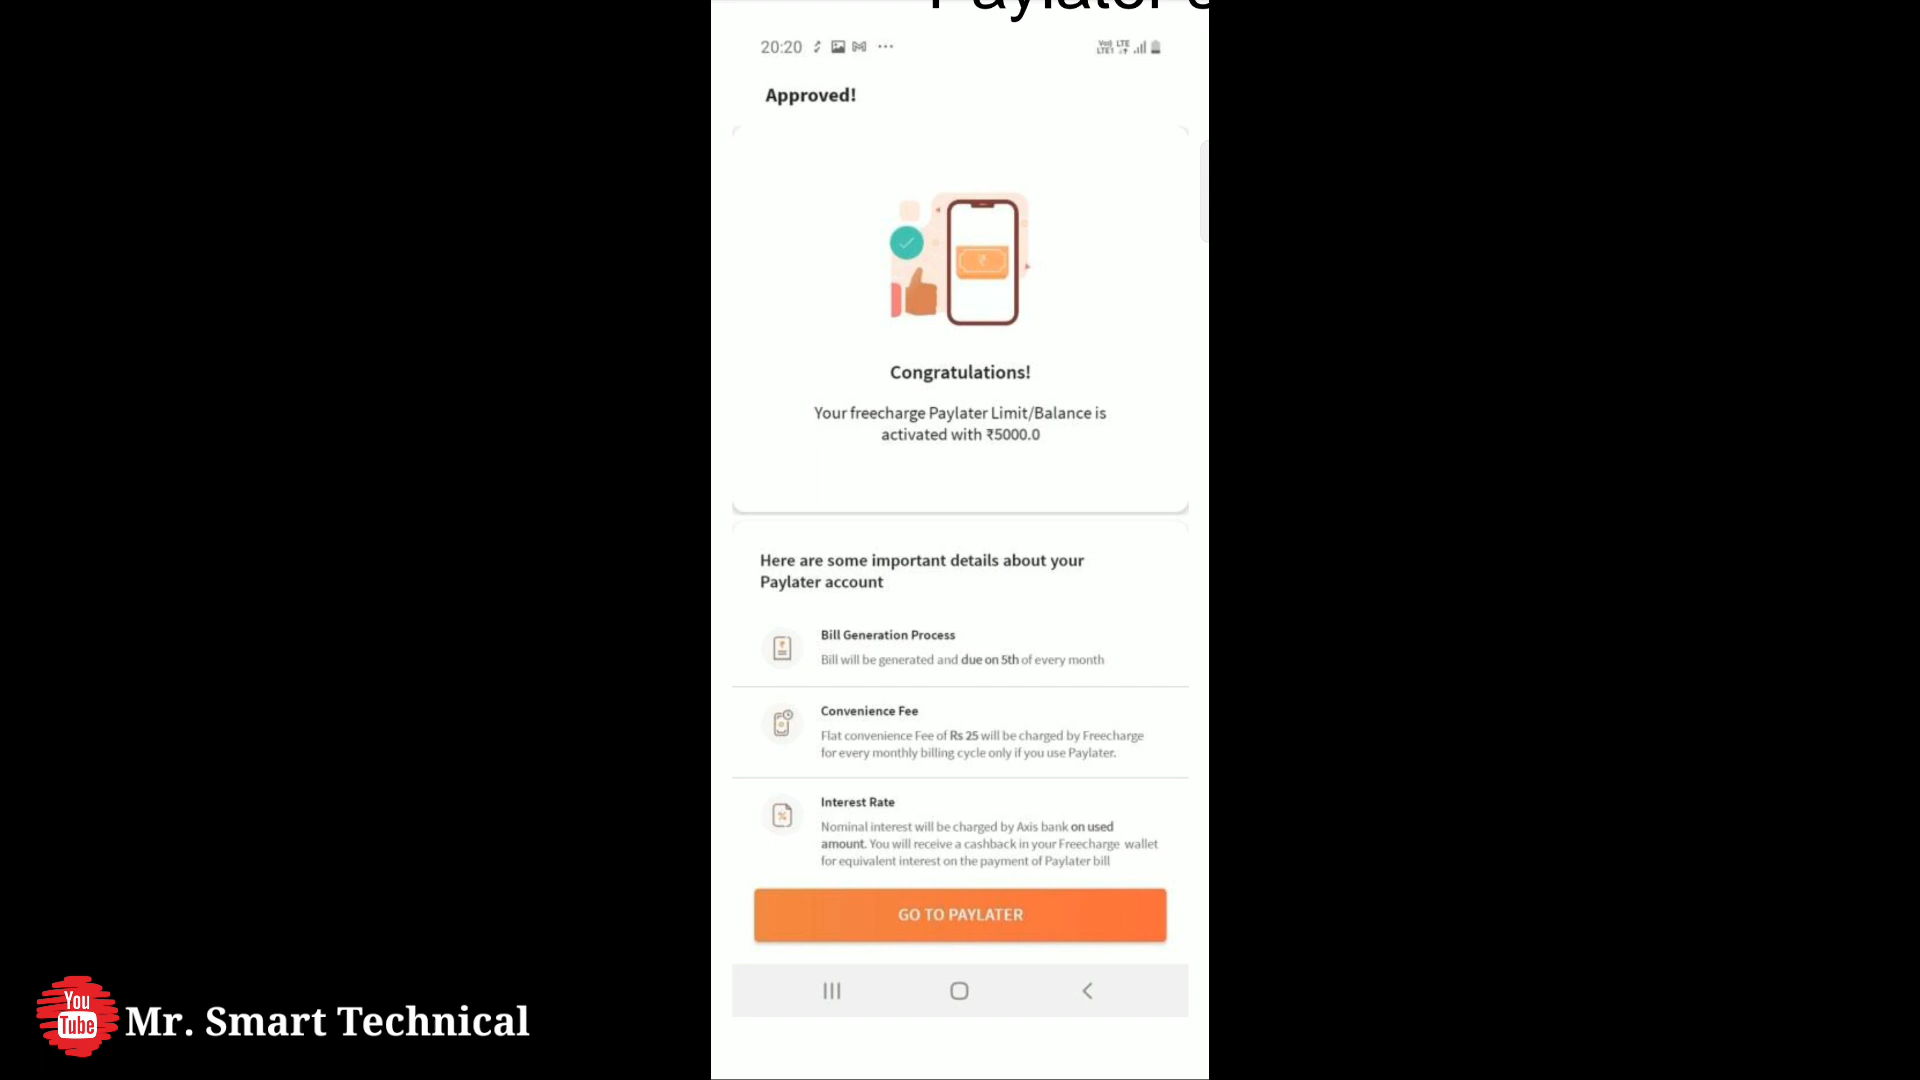 20:20
Approved!
Congratulations!
Your freecharge Paylater Limit/Balance is
activated with ₹5000.0
Here are some important details about your
Paylater account
Bill Generation Process
Bill will be generated and due on 5th of every month
Convenience Fee
Flat convenience Fee of Rs 25 will be charged by Freecharge
for every monthly billing cycle only if you use Paylater.
Interest Rate
Nominal interest will be charged by Axis bank on used
amount. You will receive a cashback in your Freecharge wallet
for equivalent interest on the payment of Paylater bill
GO TO PAYLATER
You
Tube
Mr. Smart Technical